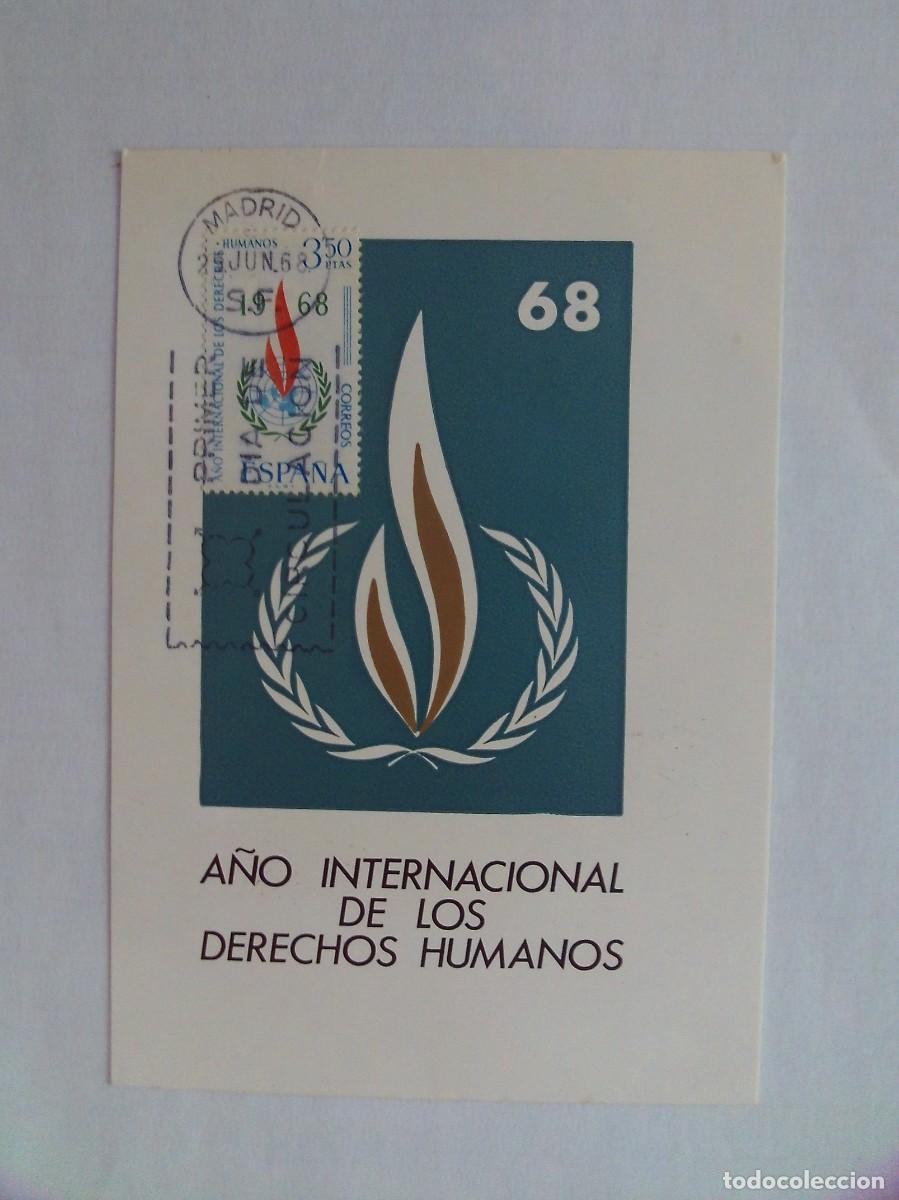 MADRID
JUN.68
S.F.
HUMANOS
3,50
PTAS
AÑO INTERNACIONAL DE LOS DERECHOS
19 68
CORREOS
ESPAÑA
PRIMER
DIA DE
CIRCULACION
68
AÑO INTERNACIONAL
DE LOS
DERECHOS HUMANOS
todocoleccion